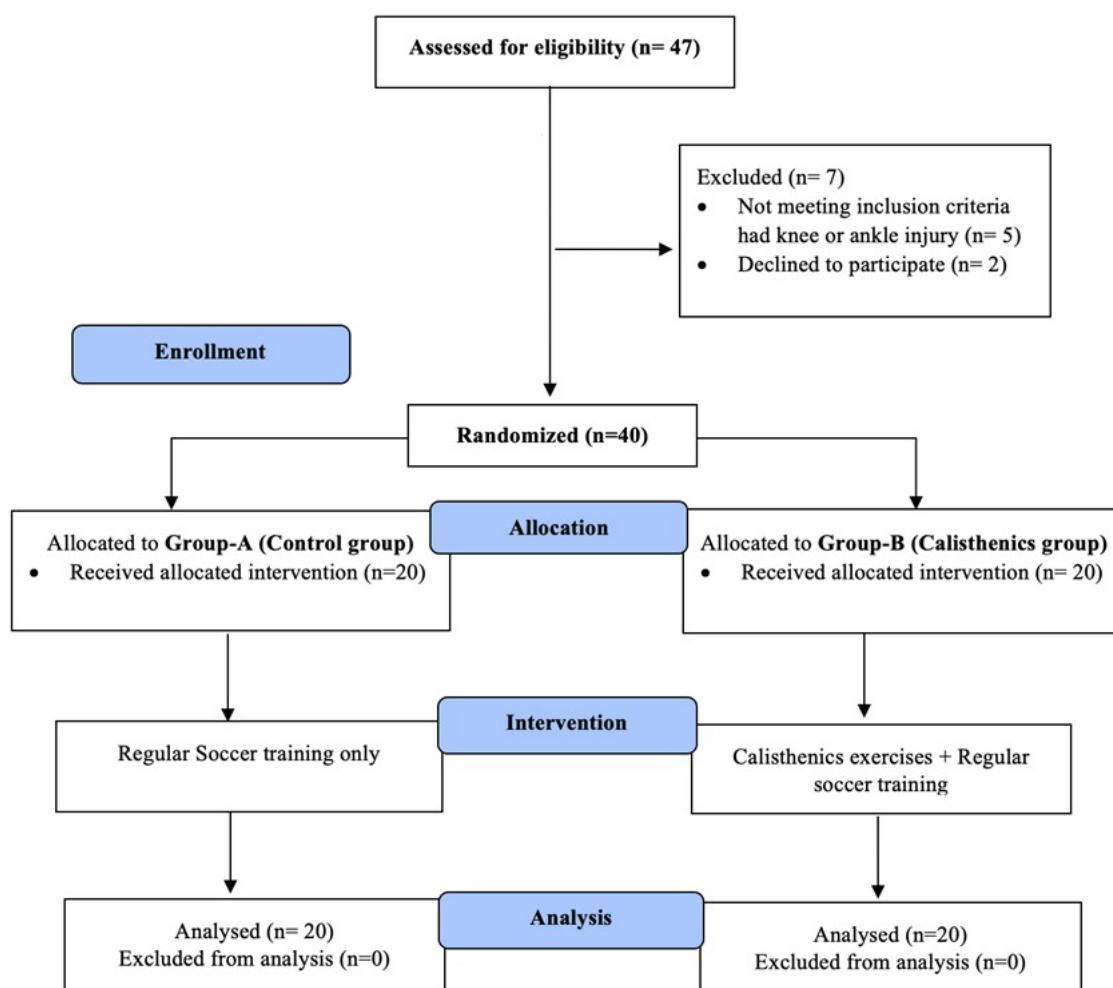 Assessed for eligibility (n= 47)
Excluded (n= 7)
• Not meeting inclusion criteria
had knee or ankle injury (n= 5)
• Declined to participate (n= 2)
Enrollment
Randomized (n=40)
Allocated to Group-A (Control group)
• Received allocated intervention (n=20)
Allocation
Allocated to Group-B (Calisthenics group)
• Received allocated intervention (n= 20)
Regular Soccer training only
Intervention
Calisthenics exercises + Regular
soccer training
Analysed (n= 20)
Excluded from analysis (n=0)
Analysis
Analysed (n=20)
Excluded from analysis (n=0)